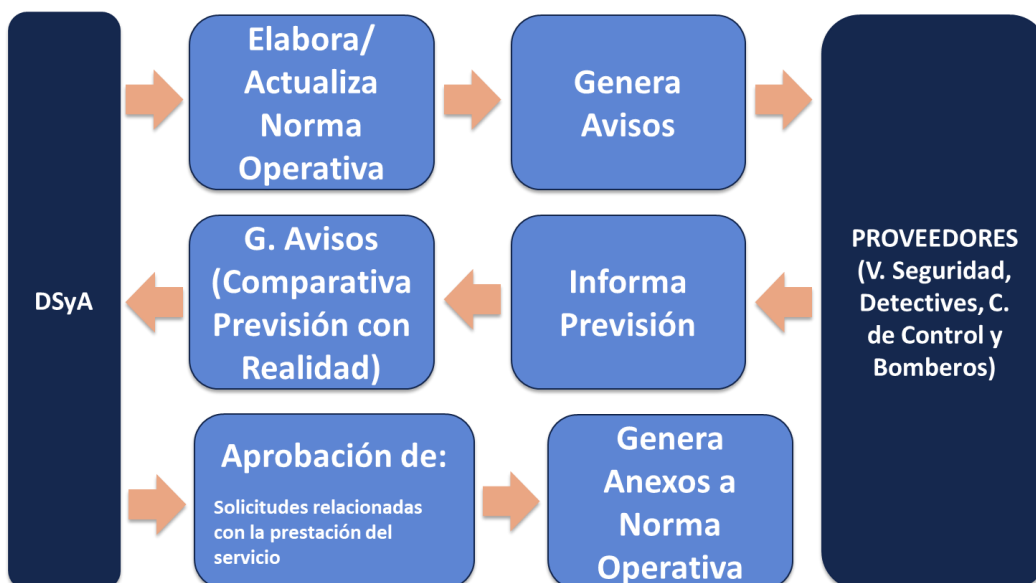 DSyA
Elabora/
Actualiza
Norma
Operativa
Genera
Avisos
G. Avisos
(Comparativa
Previsión con
Realidad)
Informa
Previsión
Aprobación de:
Solicitudes relacionadas
con la prestación del
servicio
Genera
Anexos a
Norma
Operativa
PROVEEDORES
(V. Seguridad,
Detectives, C.
de Control y
Bomberos)